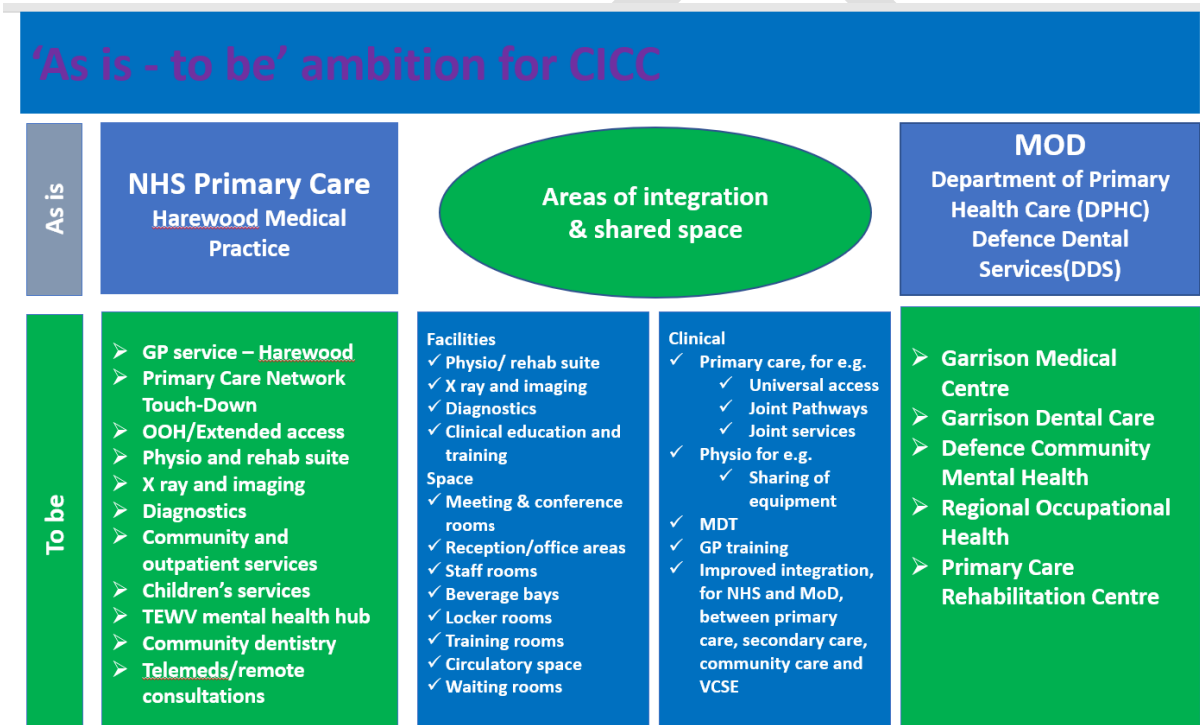 ‘As is - to be’ ambition for CICC
As is
NHS Primary Care
Harewood Medical
Practice
Areas of integration
& shared space
MOD
Department of Primary
Health Care (DPHC)
Defence Dental
Services(DDS)
To be
➢ GP service – Harewood
➢ Primary Care Network
Touch-Down
➢ OOH/Extended access
➢ Physio and rehab suite
➢ X ray and imaging
➢ Diagnostics
➢ Community and
outpatient services
➢ Children’s services
➢ TEWV mental health hub
➢ Community dentistry
➢ Telemeds/remote
consultations
Facilities
✓ Physio/ rehab suite
✓ X ray and imaging
✓ Diagnostics
✓ Clinical education and
training
Space
✓ Meeting & conference
rooms
✓ Reception/office areas
✓ Staff rooms
✓ Beverage bays
✓ Locker rooms
✓ Training rooms
✓ Circulatory space
✓ Waiting rooms
Clinical
✓ Primary care, for e.g.
✓ Universal access
✓ Joint Pathways
✓ Joint services
✓ Physio for e.g.
✓ Sharing of
equipment
✓ MDT
✓ GP training
✓ Improved integration,
for NHS and MoD,
between primary
care, secondary care,
community care and
VCSE
➢ Garrison Medical
Centre
➢ Garrison Dental Care
➢ Defence Community
Mental Health
➢ Regional Occupational
Health
➢ Primary Care
Rehabilitation Centre